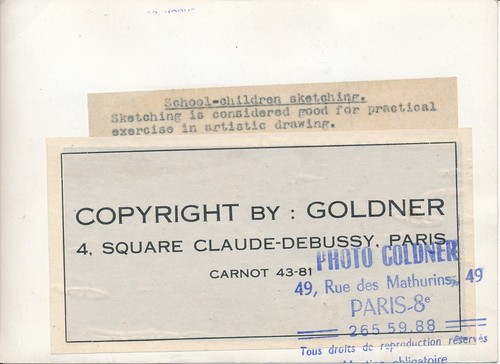 School-children sketching.
Sketching is considered good for practical
exercise in artistic drawing.
COPYRIGHT BY : GOLDNER
4, SQUARE CLAUDE-DEBUSSY, PARIS
CARNOT 43-81
PHOTO GOLDNER
49, Rue des Mathurins, 49
PARIS-8e
265 59.88
Tous droits de reproduction réservés
Mention obligatoire